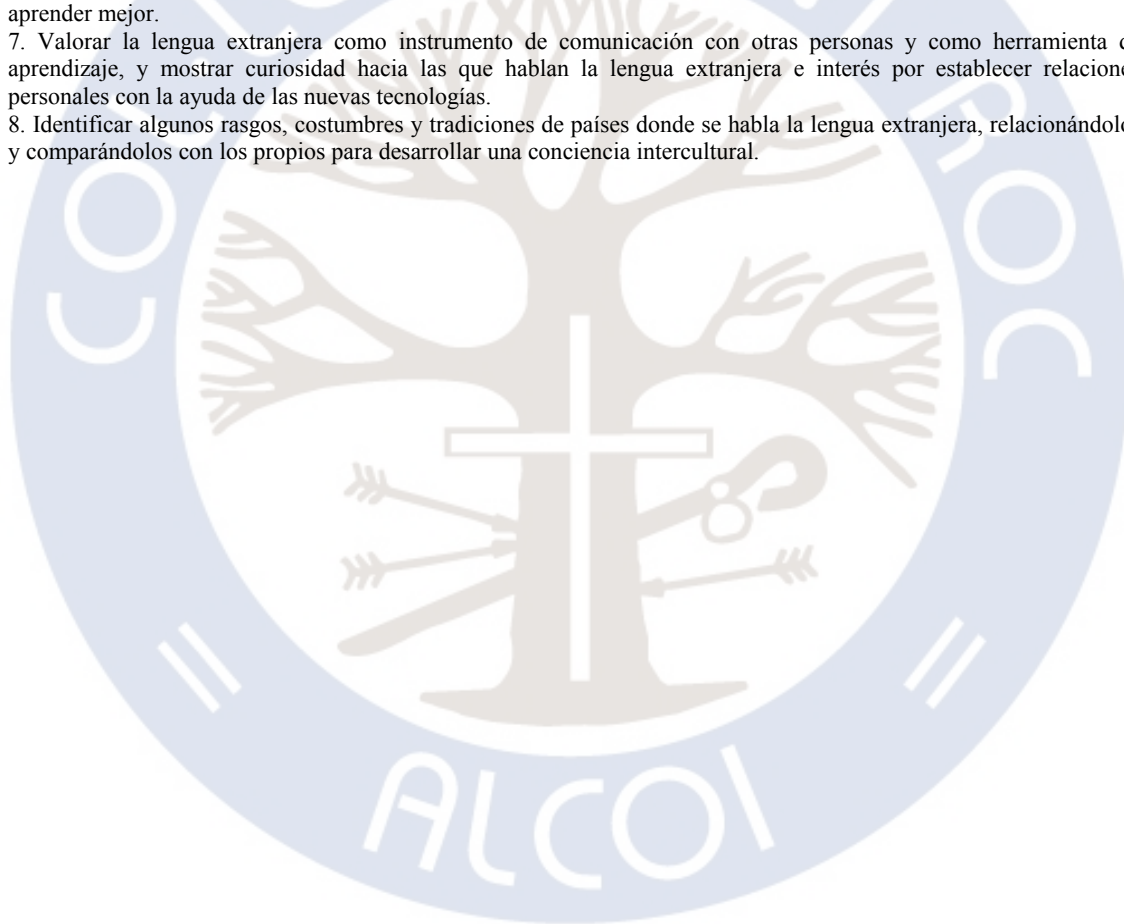 aprender mejor.
7. Valorar la lengua extranjera como instrumento de comunicación con otras personas y como herramienta
aprendizaje, y mostrar curiosidad hacia las que hablan la lengua extranjera e interés por establecer
personales con la ayuda de las nuevas tecnologías.
8. Identificar algunos rasgos, costumbres y tradiciones de países donde se habla la lengua extranjera,
y comparándolos con los propios para desarrollar una conciencia intercultural.
ALCOI